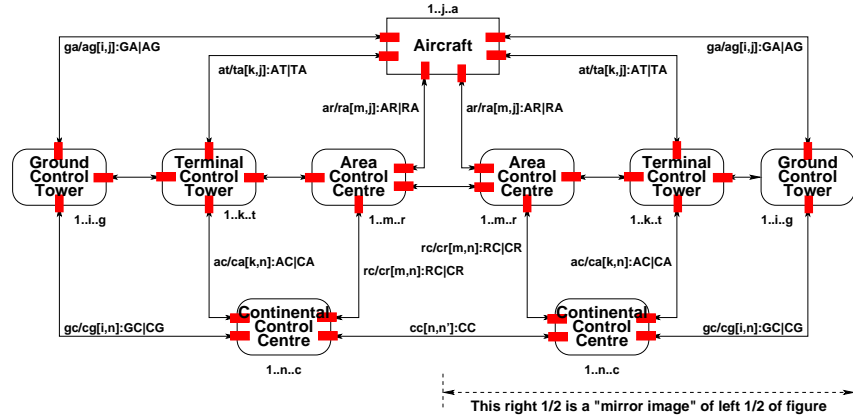 1..j..a
Aircraft
ga/ag[i,j]:GA|AG
ga/ag[i,j]:GA|AG
at/ta[k,j]:AT|TA
at/ta[k,j]:AT|TA
ar/ra[m,j]:AR|RA
ar/ra[m,j]:AR|RA
Ground
Control
Tower
Terminal
Control
Tower
Area
Control
Centre
Area
Control
Centre
Terminal
Control
Tower
Ground
Control
Tower
1..i..g
1..k..t
1..m..r
1..m..r
1..k..t
1..i..g
ac/ca[k,n]:AC|CA
rc/cr[m,n]:RC|CR
rc/cr[m,n]:RC|CR
ac/ca[k,n]:AC|CA
Continental
Control
Centre
Continental
Control
Centre
gc/cg[i,n]:GC|CG
cc[n,n']:CC
gc/cg[i,n]:GC|CG
1..n..c
1..n..c
This right 1/2 is a "mirror image" of left 1/2 of figure